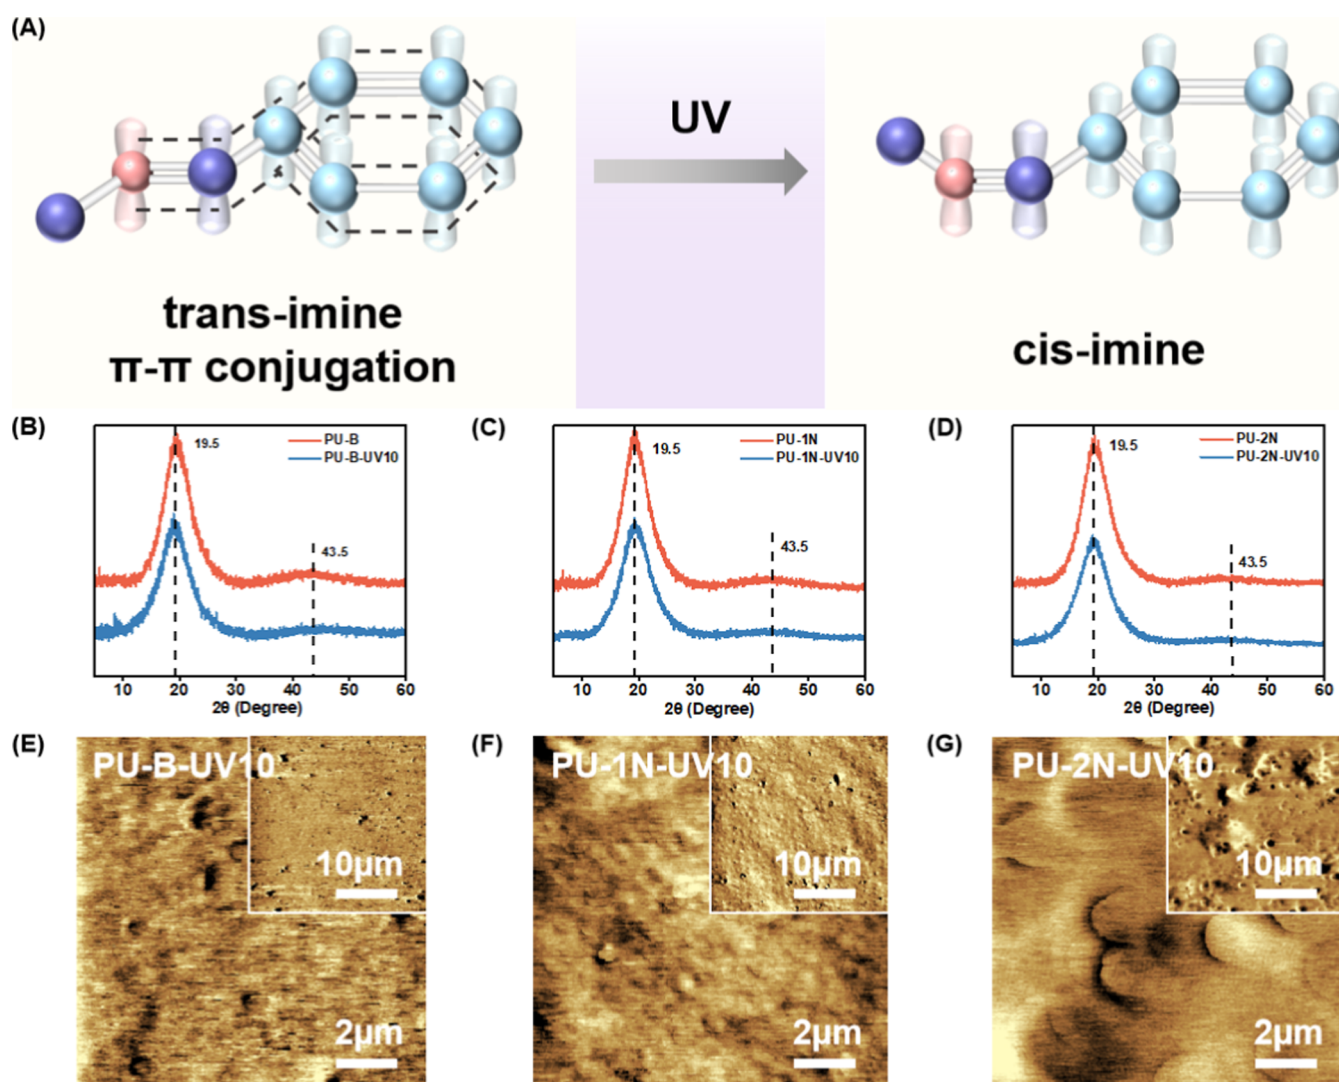 (A)
UV
trans-imine
π-π conjugation
cis-imine
(B)
19.5
PU-B
PU-B-UV10
43.5
10 20 30 40 50 60
2θ (Degree)
(C)
19.5
PU-1N
PU-1N-UV10
43.5
10 20 30 40 50 60
2θ (Degree)
(D)
19.5
PU-2N
PU-2N-UV10
43.5
10 20 30 40 50 60
2θ (Degree)
(E)
PU-B-UV10
10μm
2μm
(F)
PU-1N-UV10
10μm
2μm
(G)
PU-2N-UV10
10μm
2μm